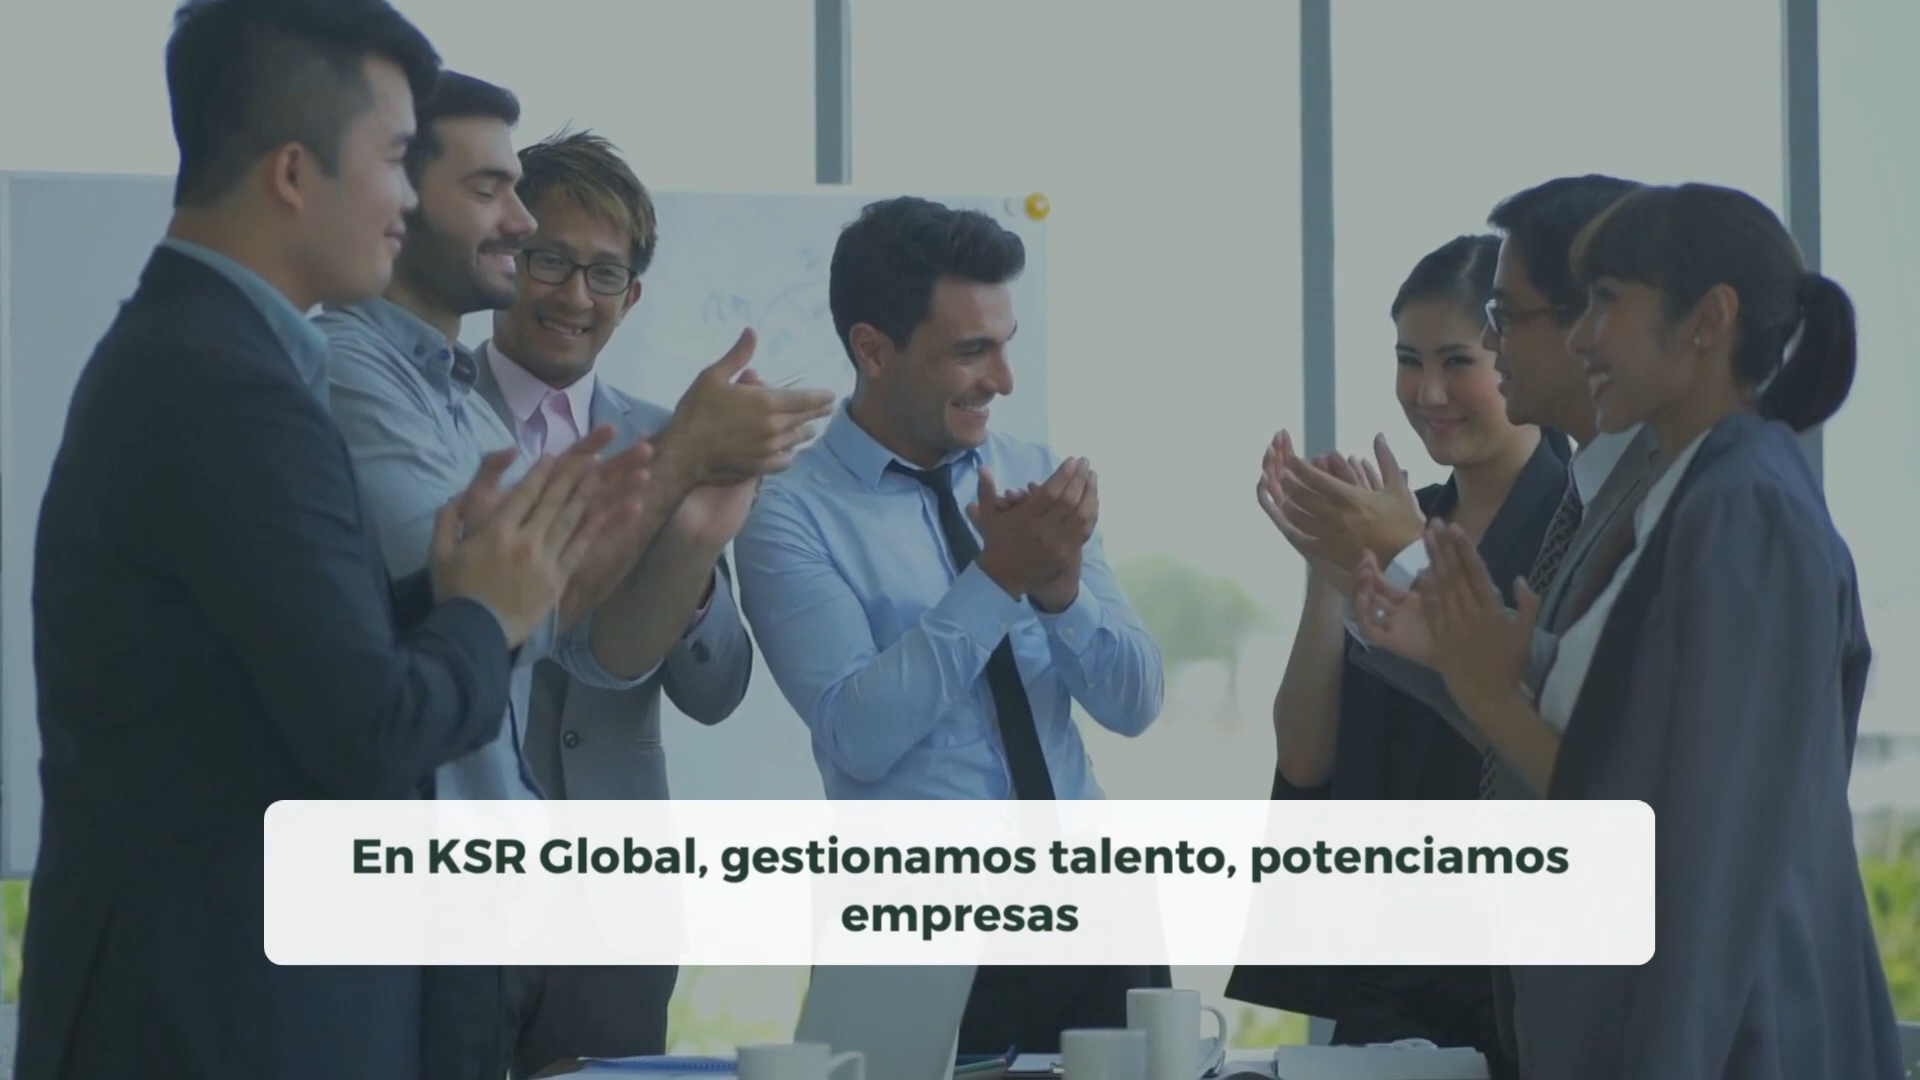 En KSR Global, gestionamos talento, potenciamos
empresas